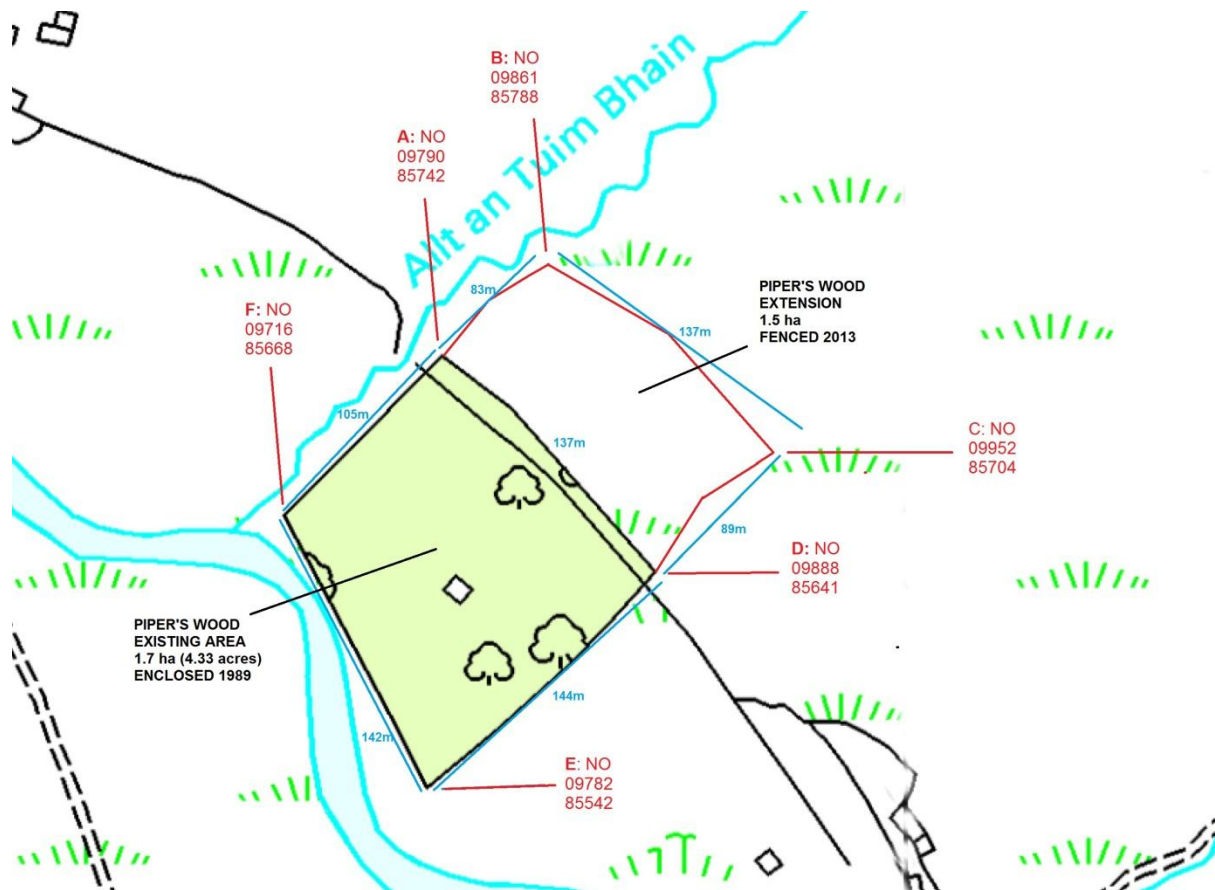 B: NO
09861
85788
A: NO
09790
85742
Allt an Tuim Bhain
F: NO
09716
85668
83m
PIPER'S WOOD
EXTENSION
1.5 ha
FENCED 2013
137m
105m
137m
C: NO
09952
85704
89m
D: NO
09888
85641
PIPER'S WOOD
EXISTING AREA
1.7 ha (4.33 acres)
ENCLOSED 1989
144m
142m
E: NO
09782
85542